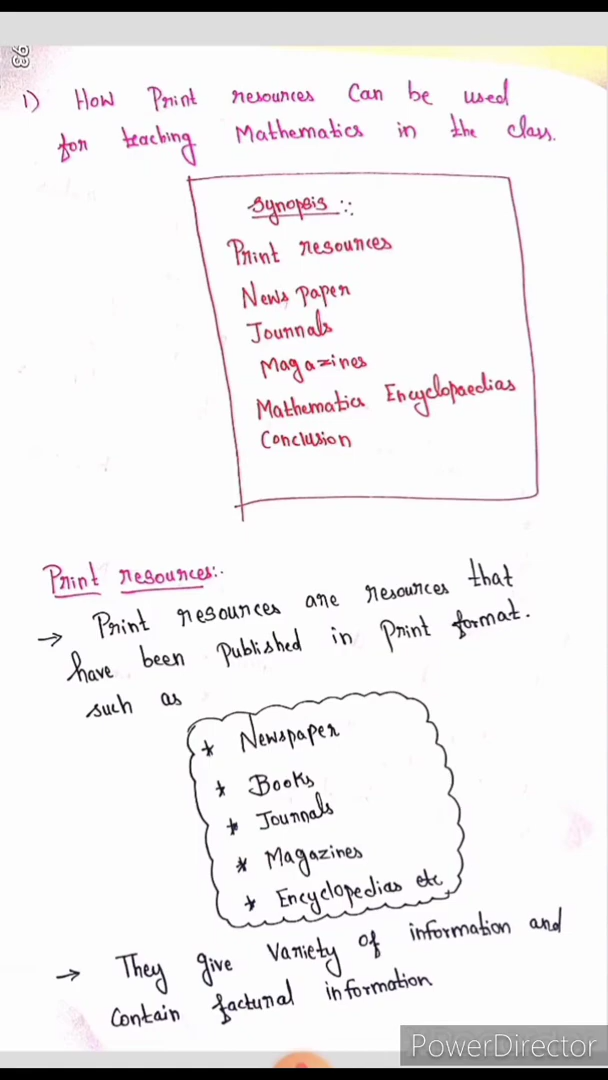 1) How Print resources can be used
for teaching Mathematics in the class.
Synopsis ::
Print resources
News paper
Journals
Magazines
Mathematics Encyclopaedias
Conclusion
Print resources:.
→ Print resources are resources that
have been published in print format.
such as
* Newspaper
* Books
* Journals
* Magazines
* Encyclopedias etc
→ They give variety of information and
contain factural information
PowerDirector